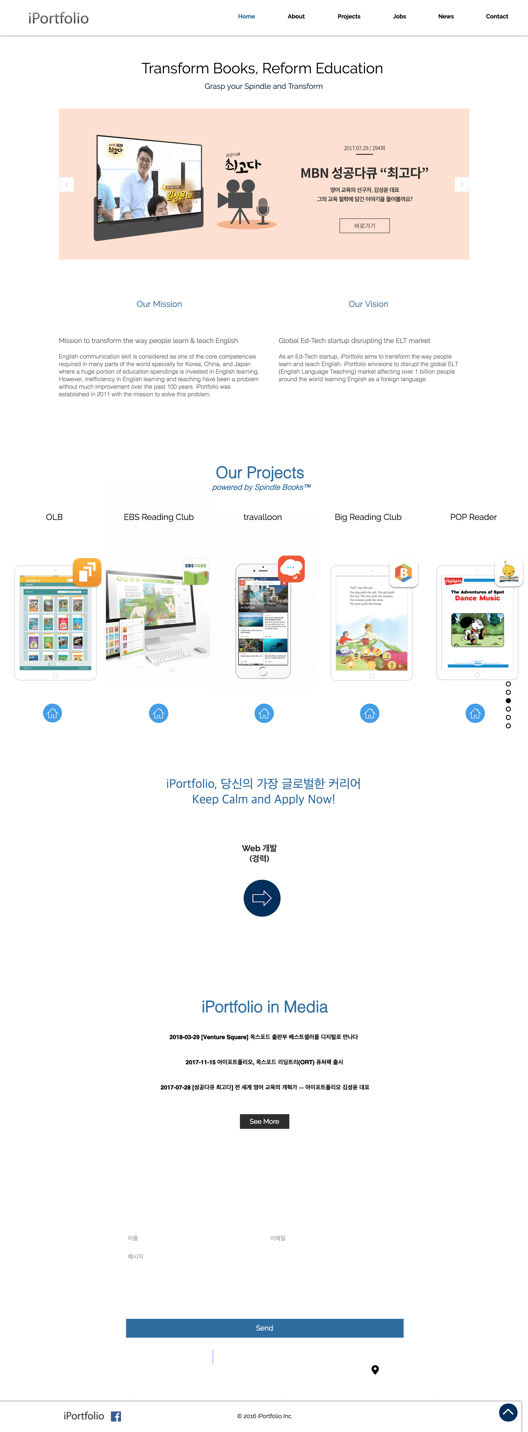 iPortfolio
Home About Projects Jobs News Contact
Transform Books, Reform Education
Grasp your Spindle and Transform
최고다
2017.07.29 / 294회
MBN 성공다큐 “최고다”
영어 교육의 선구자, 김성윤 대표
그의 교육 철학에 담긴 이야기를 들어볼까요?
바로가기
Our Mission
Mission to transform the way people learn & teach English
English communication skill is considered as one of the core competencies
required in many parts of the world specially for Korea, China, and Japan
where a huge portion of education spendings is invested in English learning.
However, inefficiency in English learning and teaching have been a problem
without much improvement over the past 100 years. iPortfolio was
established in 2011 with the mission to solve this problem.
Our Vision
Global Ed-Tech startup disrupting the ELT market
As an Ed-Tech startup, iPortfolio aims to transform the way people
learn and teach English. iPortfolio envisions to disrupt the global ELT
(English Language Teaching) market affecting over 1 billion people
around the world learning English as a foreign language.
Our Projects
powered by Spindle Books™
OLB
EBS Reading Club
travalloon
Big Reading Club
POP Reader
Highlights
The Adventures of Spot
Dance Music
iPortfolio, 당신의 가장 글로벌한 커리어
Keep Calm and Apply Now!
Web 개발
(경력)
iPortfolio in Media
2018-03-29 [Venture Square] 옥스포드 출판부 베스트셀러를 디지털로 만나다
2017-11-15 아이포트폴리오, 옥스포드 리딩트리(ORT) 퓨처팩 출시
2017-07-28 [성공다큐 최고다] 전 세계 영어 교육의 개혁가 ··· 아이포트폴리오 김성윤 대표
See More
이름
이메일
메시지
Send
iPortfolio
© 2016 iPortfolio Inc.